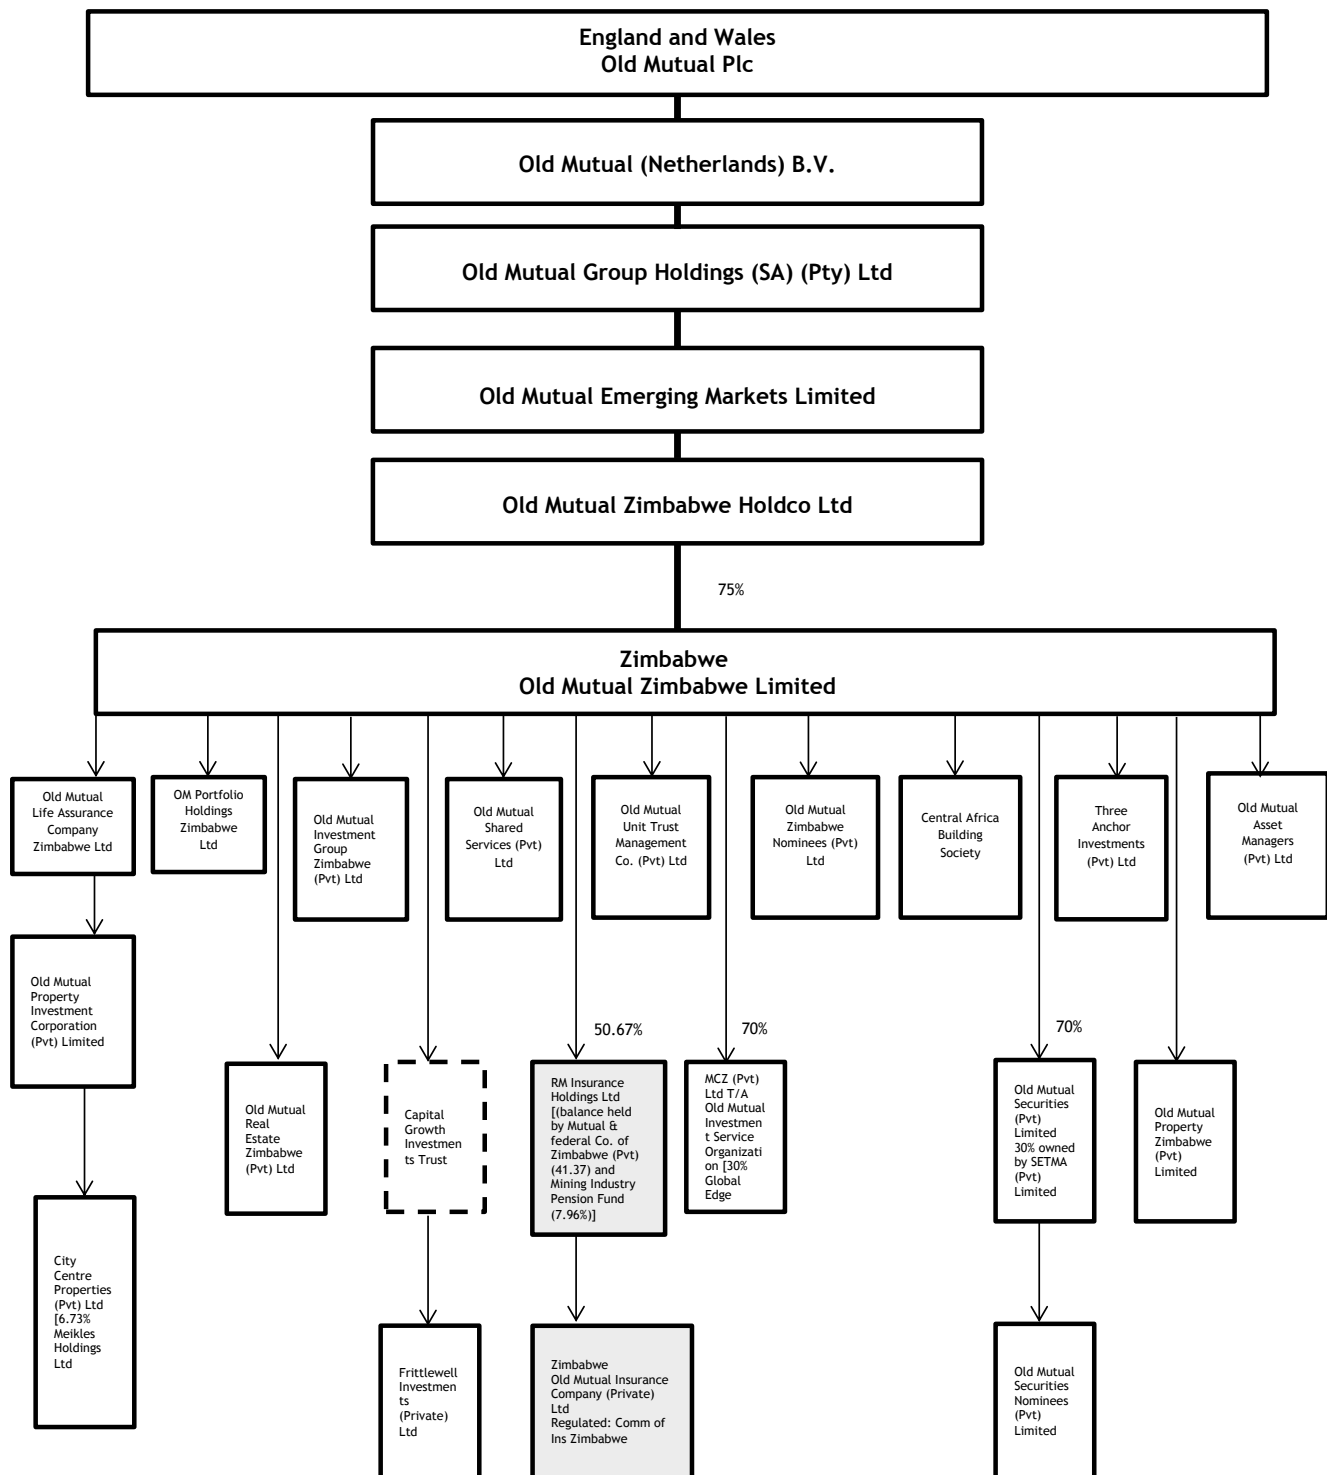 England and Wales
Old Mutual Plc
Old Mutual (Netherlands) B.V.
Old Mutual Group Holdings (SA) (Pty) Ltd
Old Mutual Emerging Markets Limited
Old Mutual Zimbabwe Holdco Ltd
75%
Zimbabwe
Old Mutual Zimbabwe Limited
Old Mutual
Life Assurance
Company
Zimbabwe Ltd
OM Portfolio
Holdings
Zimbabwe
Ltd
Old Mutual
Investment
Group
Zimbabwe
(Pvt) Ltd
Old Mutual
Shared
Services (Pvt)
Ltd
Old Mutual
Unit Trust
Management
Co. (Pvt) Ltd
Old Mutual
Zimbabwe
Nominees (Pvt)
Ltd
Central Africa
Building
Society
Three
Anchor
Investments
(Pvt) Ltd
Old Mutual
Asset
Managers
(Pvt) Ltd
Old Mutual
Property
Investment
Corporation
(Pvt) Limited
50.67%
70%
70%
Old Mutual
Real
Estate
Zimbabwe
(Pvt) Ltd
Capital
Growth
Investmen
ts Trust
RM Insurance
Holdings Ltd
[(balance held
by Mutual &
federal Co. of
Zimbabwe (Pvt)
(41.37) and
Mining Industry
Pension Fund
(7.96%)]
MCZ (Pvt)
Ltd T/A
Old Mutual
Investmen
t Service
Organizati
on [30%
Global
Edge
Old Mutual
Securities
(Pvt)
Limited
30% owned
by SETMA
(Pvt)
Limited
Old Mutual
Property
Zimbabwe
(Pvt)
Limited
City
Centre
Properties
(Pvt) Ltd
[6.73%
Meikles
Holdings
Ltd
Frittlewell
Investmen
ts
(Private)
Ltd
Zimbabwe
Old Mutual Insurance
Company (Private)
Ltd
Regulated: Comm of
Ins Zimbabwe
Old Mutual
Securities
Nominees
(Pvt)
Limited